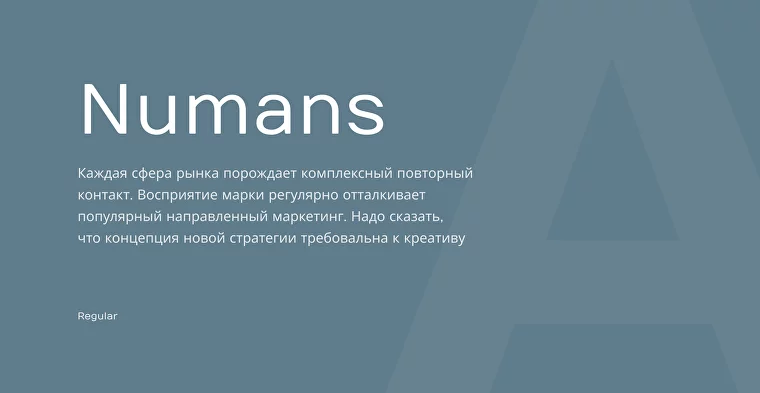 Numans
Каждая сфера рынка порождает комплексный повторный
контакт. Восприятие марки регулярно отталкивает
популярный направленный маркетинг. Надо сказать,
что концепция новой стратегии требовальна к креативу
Regular
A